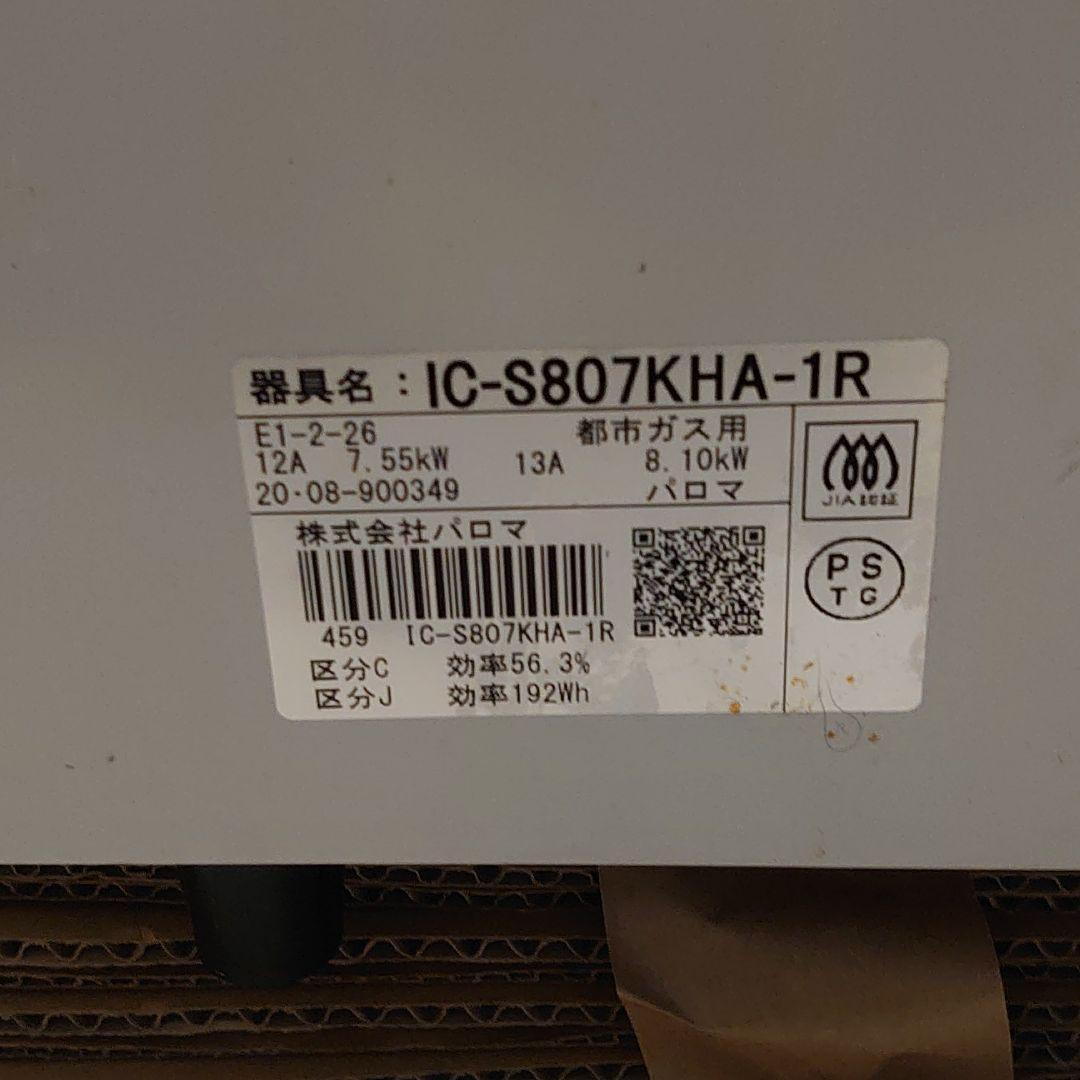 器具名：IC-S807KHA-1R
E1-2-26 都市ガス用
12A 7.55kW 13A 8.10kW
20・08-900349 パロマ
JIA認証
株式会社パロマ
PS
TG
459 IC-S807KHA-1R
区分C 効率56.3%
区分J 効率192Wh